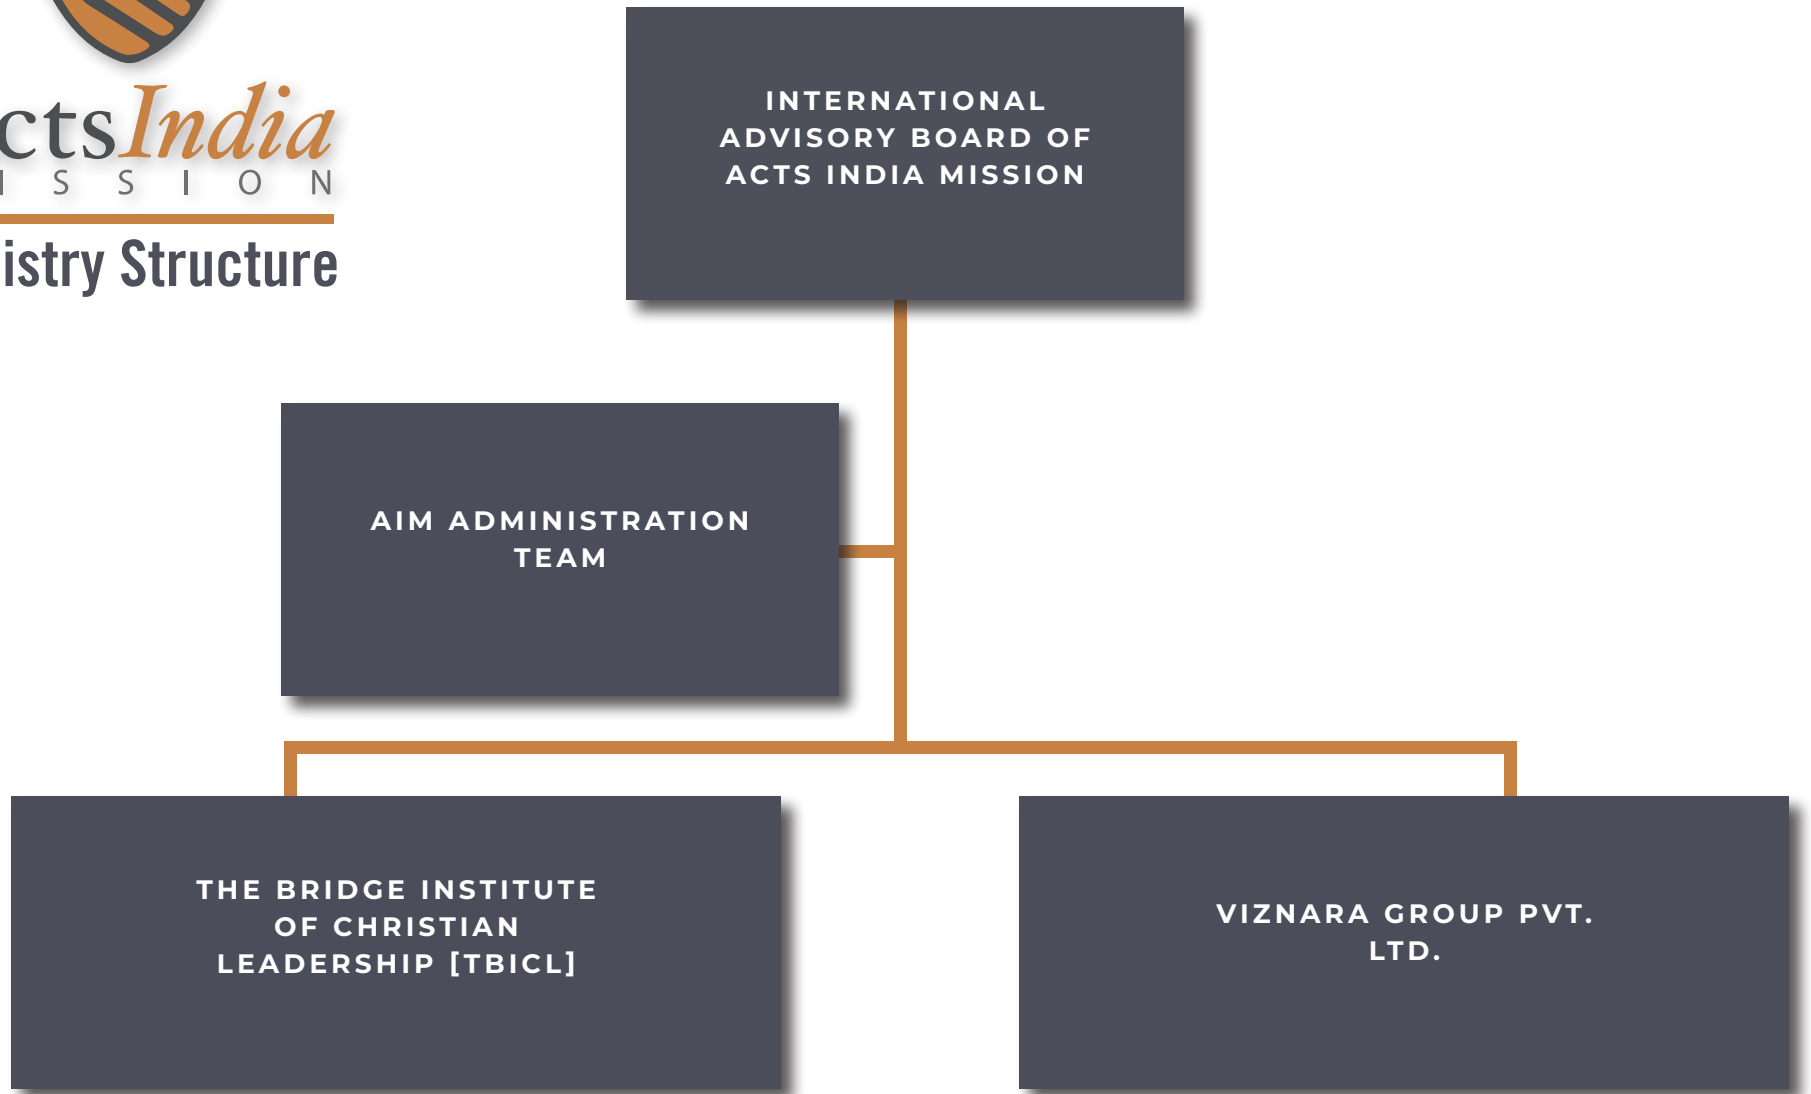 ctsIndia
ISSION
istry Structure
INTERNATIONAL
ADVISORY BOARD OF
ACTS INDIA MISSION
AIM ADMINISTRATION
TEAM
THE BRIDGE INSTITUTE
OF CHRISTIAN
LEADERSHIP [TBICL]
VIZNARA GROUP PVT.
LTD.